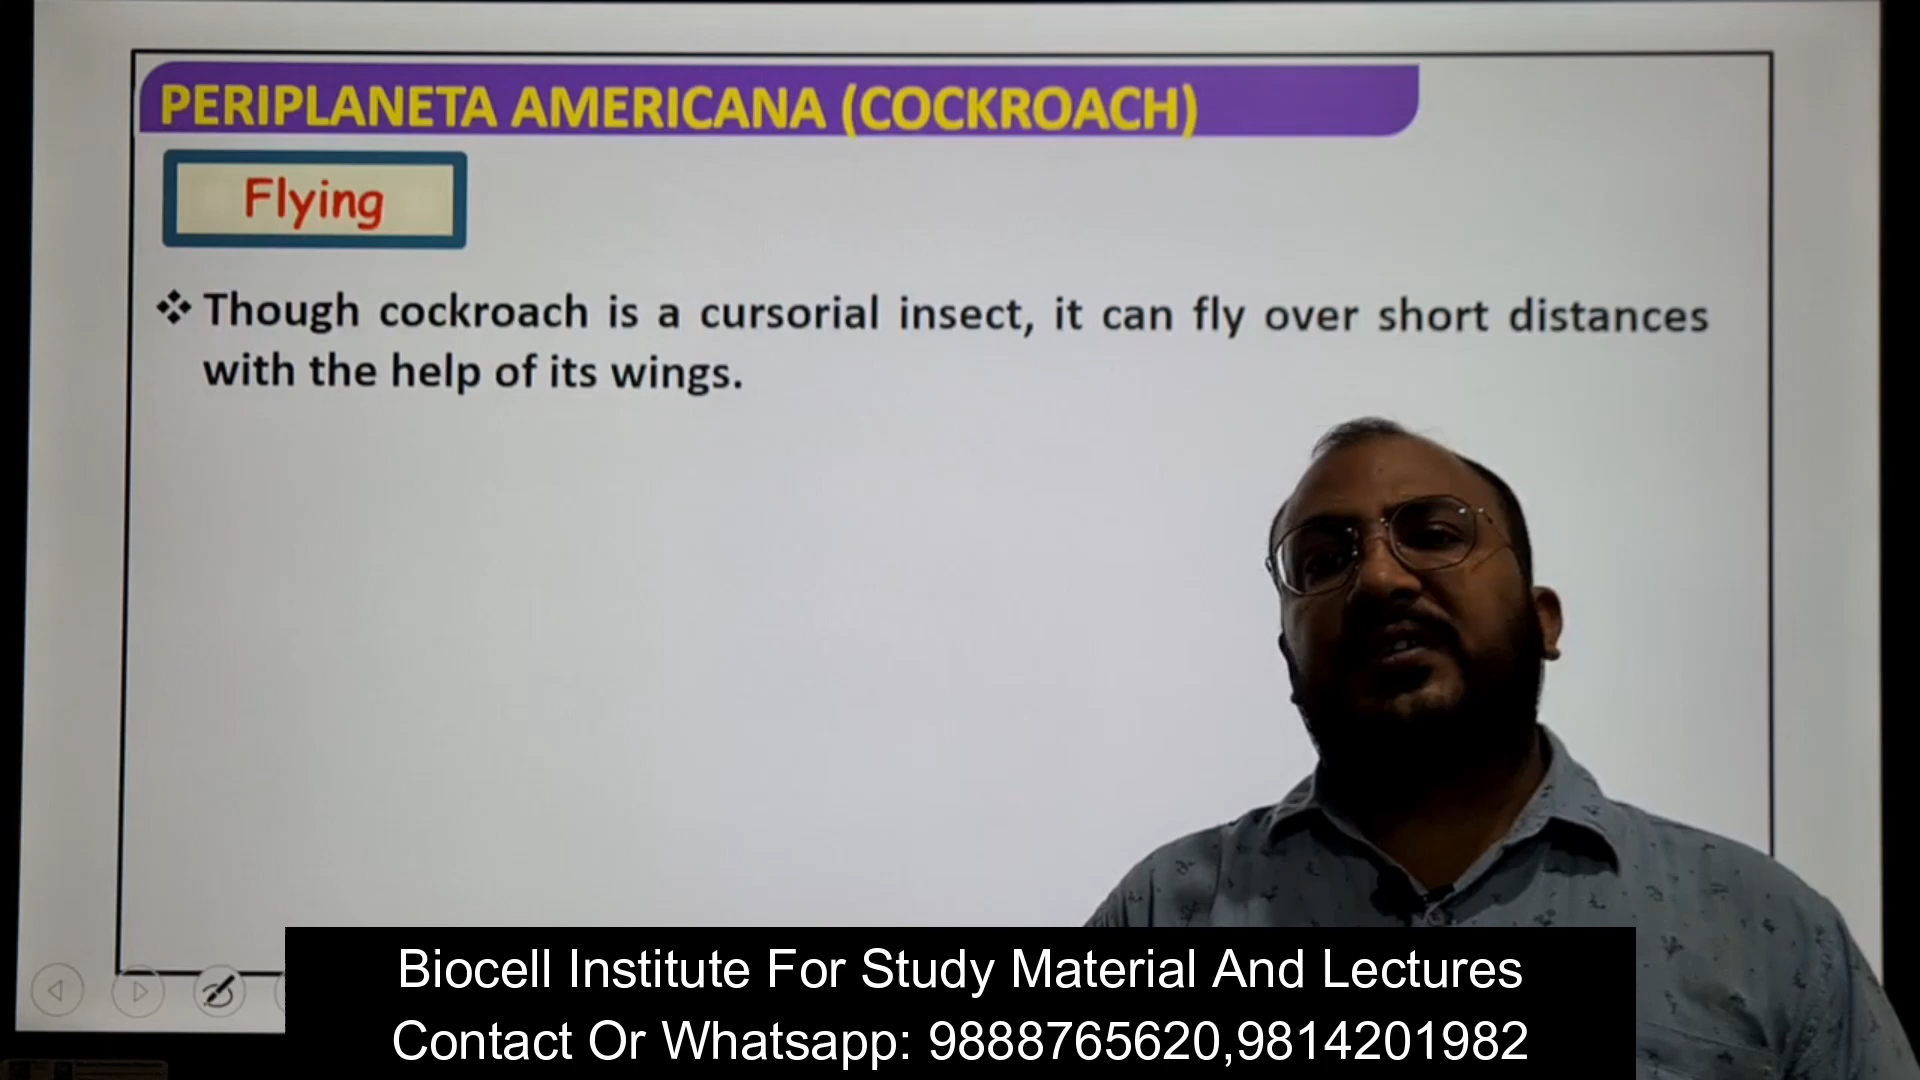 PERIPLANETA AMERICANA (COCKROACH)
Flying
❖ Though cockroach is a cursorial insect, it can fly over short distances
with the help of its wings.
Biocell Institute For Study Material And Lectures
Contact Or Whatsapp: 9888765620,9814201982